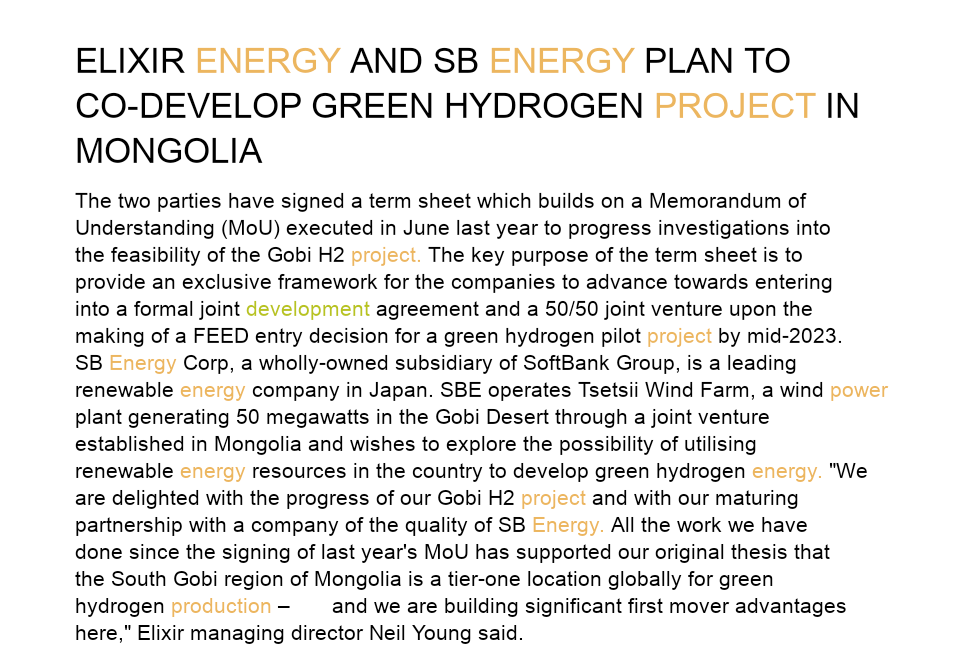 ELIXIR ENERGY AND SB ENERGY PLAN TO
CO-DEVELOP GREEN HYDROGEN PROJECT IN
MONGOLIA
The two parties have signed a term sheet which builds on a Memorandum of
Understanding (MoU) executed in June last year to progress investigations into
the feasibility of the Gobi H2 project. The key purpose of the term sheet is to
provide an exclusive framework for the companies to advance towards entering
into a formal joint development agreement and a 50/50 joint venture upon the
making of a FEED entry decision for a green hydrogen pilot project by mid-2023.
SB Energy Corp, a wholly-owned subsidiary of SoftBank Group, is a leading
renewable energy company in Japan. SBE operates Tsetsii Wind Farm, a wind power
plant generating 50 megawatts in the Gobi Desert through a joint venture
established in Mongolia and wishes to explore the possibility of utilising
renewable energy resources in the country to develop green hydrogen energy. "We
are delighted with the progress of our Gobi H2 project and with our maturing
partnership with a company of the quality of SB Energy. All the work we have
done since the signing of last year's MoU has supported our original thesis that
the South Gobi region of Mongolia is a tier-one location globally for green
hydrogen production – and we are building significant first mover advantages
here," Elixir managing director Neil Young said.